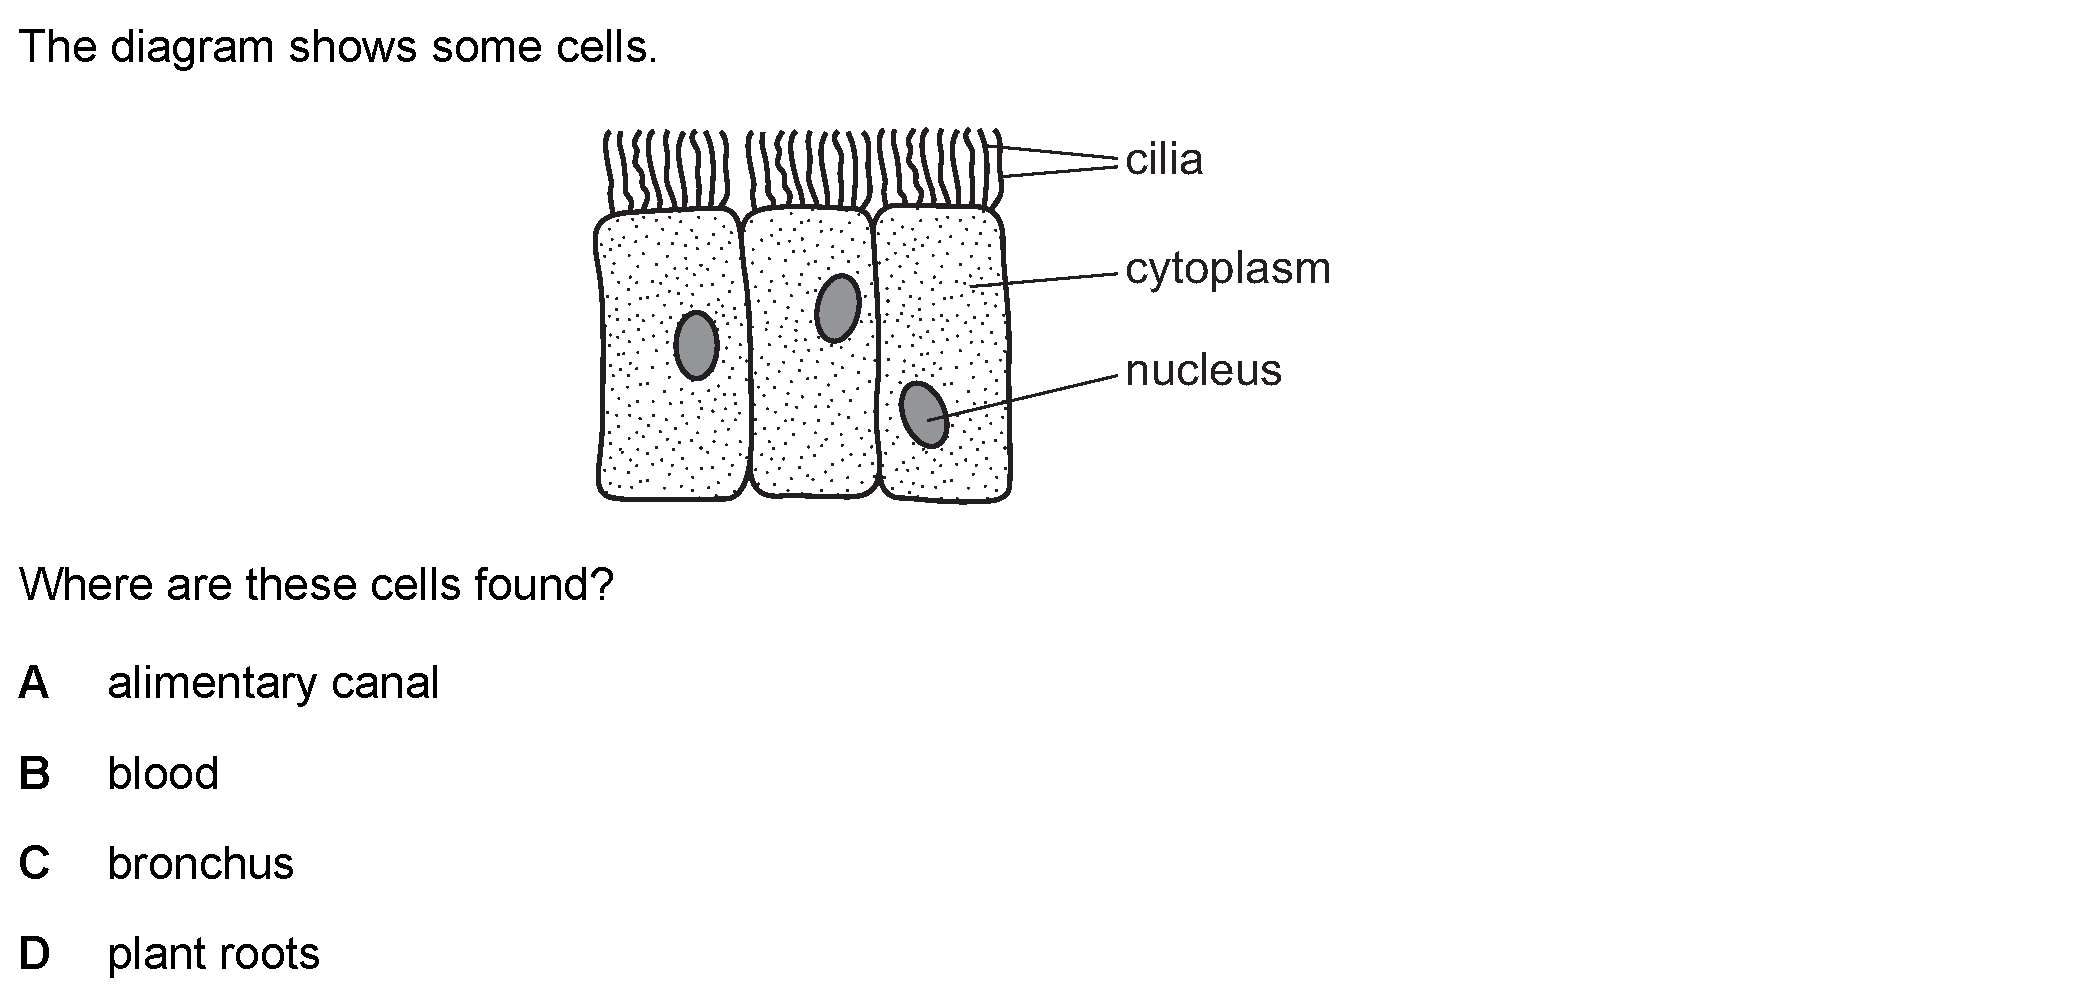 The diagram shows some cells.
cilia
cytoplasm
nucleus
Where are these cells found?
A alimentary canal
B blood
C bronchus
D plant roots